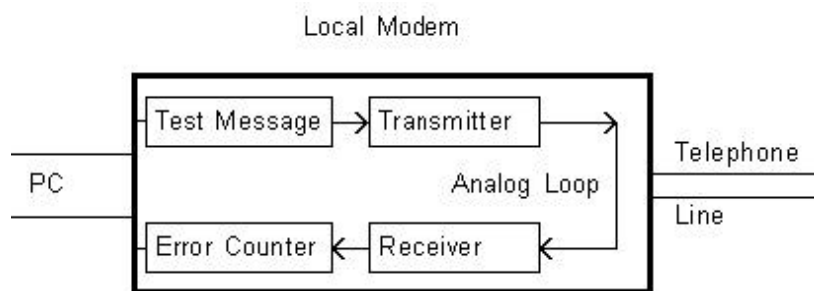 Local Modem
Test Message
Transmitter
Telephone
PC
Analog Loop
Line
Error Counter
Receiver